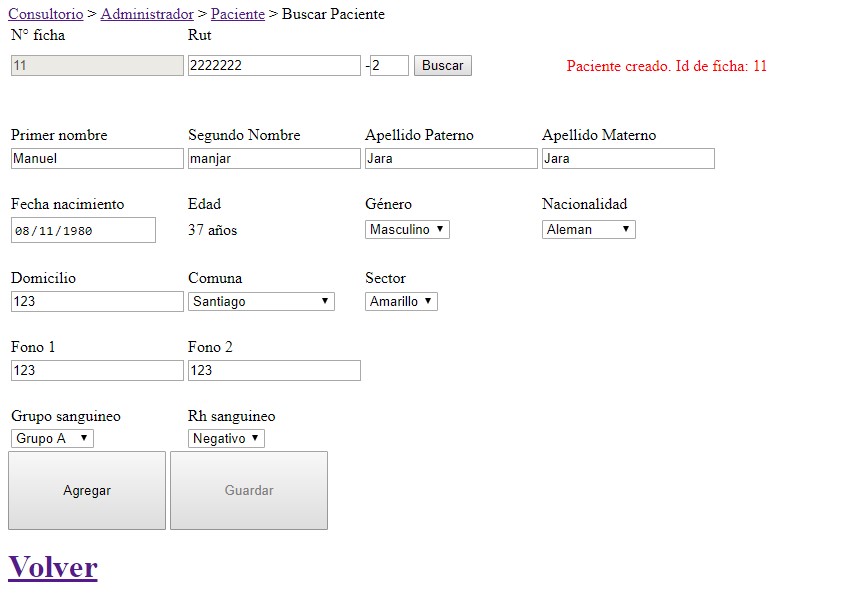 Consultorio > Administrador > Paciente > Buscar Paciente
N° ficha Rut
11 2222222 -2 Buscar Paciente creado. Id de ficha: 11
Primer nombre Segundo Nombre Apellido Paterno Apellido Materno
Manuel manjar Jara Jara
Fecha nacimiento Edad Género Nacionalidad
08/11/1980 37 años Masculino Aleman
Domicilio Comuna Sector
123 Santiago Amarillo
Fono 1 Fono 2
123 123
Grupo sanguineo Rh sanguineo
Grupo A Negativo
Agregar Guardar
Volver